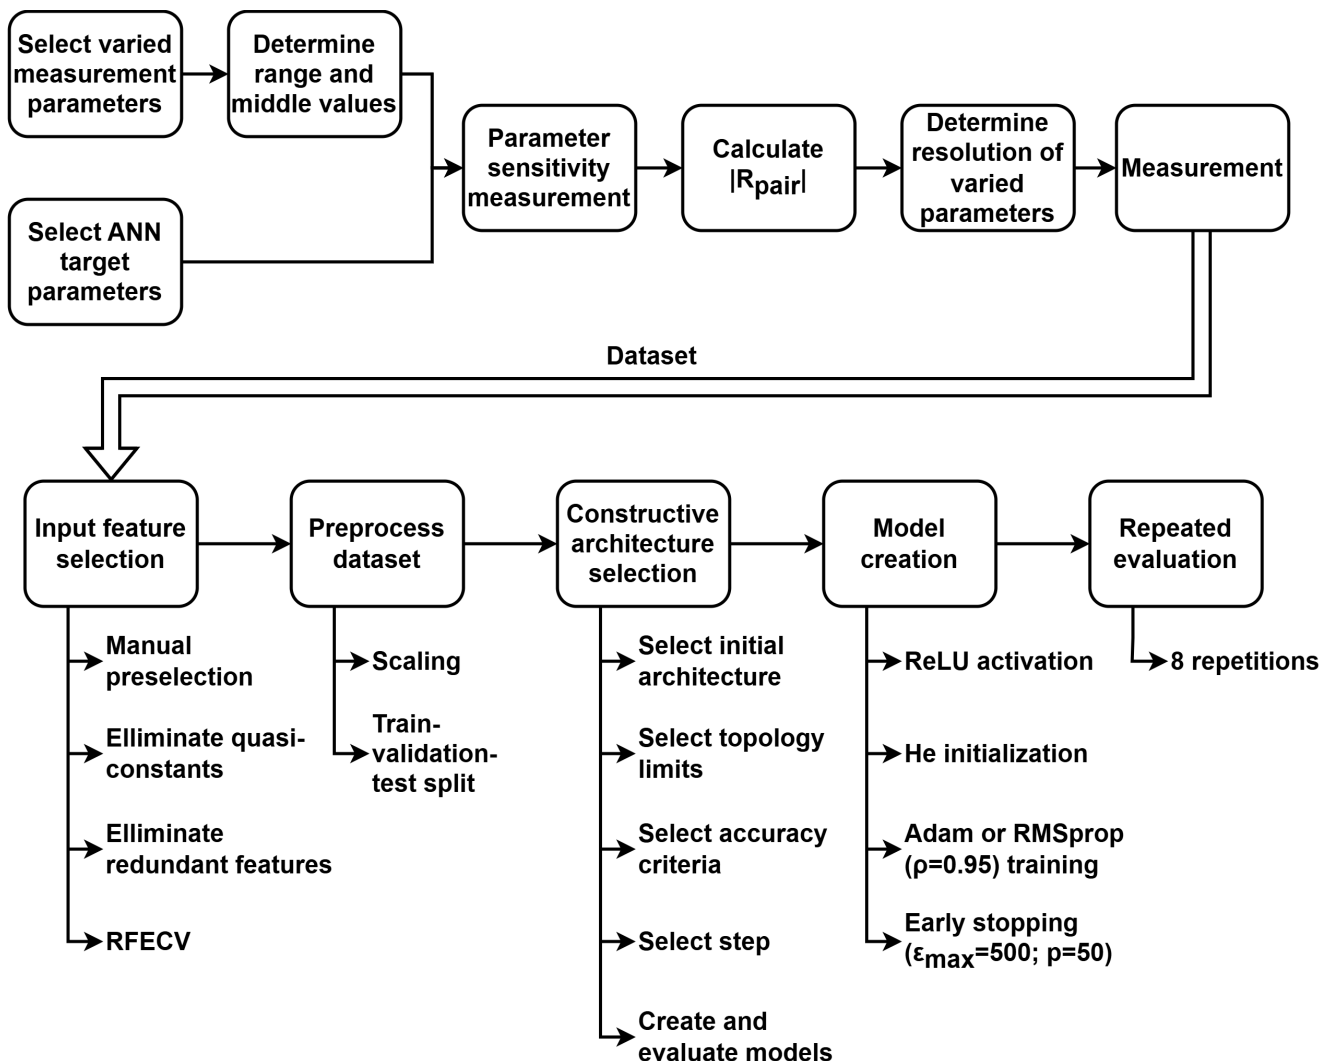 Select varied
measurement
parameters
Determine
range and
middle values
Select ANN
target
parameters
Parameter
sensitivity
measurement
Calculate
|Rpair|
Determine
resolution of
varied
parameters
Measurement
Dataset
Input feature
selection
Manual
preselection
Elliminate quasi-
constants
Elliminate
redundant features
RFECV
Preprocess
dataset
Scaling
Train-
validation-
test split
Constructive
architecture
selection
Select initial
architecture
Select topology
limits
Select accuracy
criteria
Select step
Create and
evaluate models
Model
creation
ReLU activation
He initialization
Adam or RMSprop
(ρ=0.95) training
Early stopping
(εmax=500; p=50)
Repeated
evaluation
8 repetitions